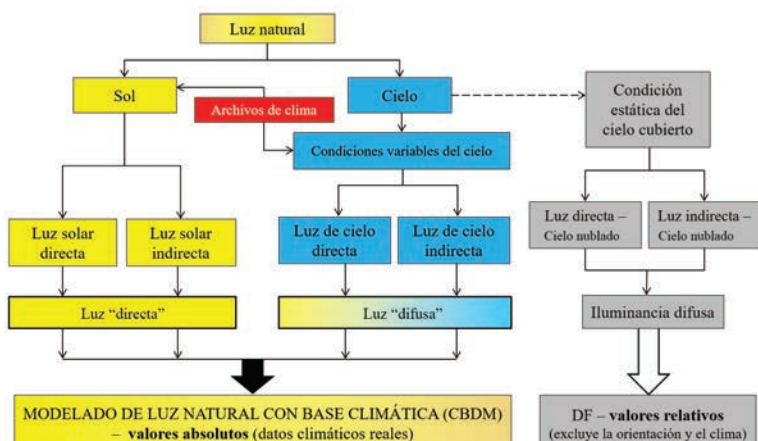 Luz natural
Sol
Cielo
Archivos de clima
Condiciones variables del cielo
Condición
estática del
cielo cubierto
Luz solar
directa
Luz solar
indirecta
Luz de cielo
directa
Luz de cielo
indirecta
Luz directa –
Cielo nublado
Luz indirecta –
Cielo nublado
Luz “directa”
Luz “difusa”
Iluminancia difusa
MODELADO DE LUZ NATURAL CON BASE CLIMÁTICA (CBDM)
– valores absolutos (datos climáticos reales)
DF – valores relativos
(excluye la orientación y el clima)